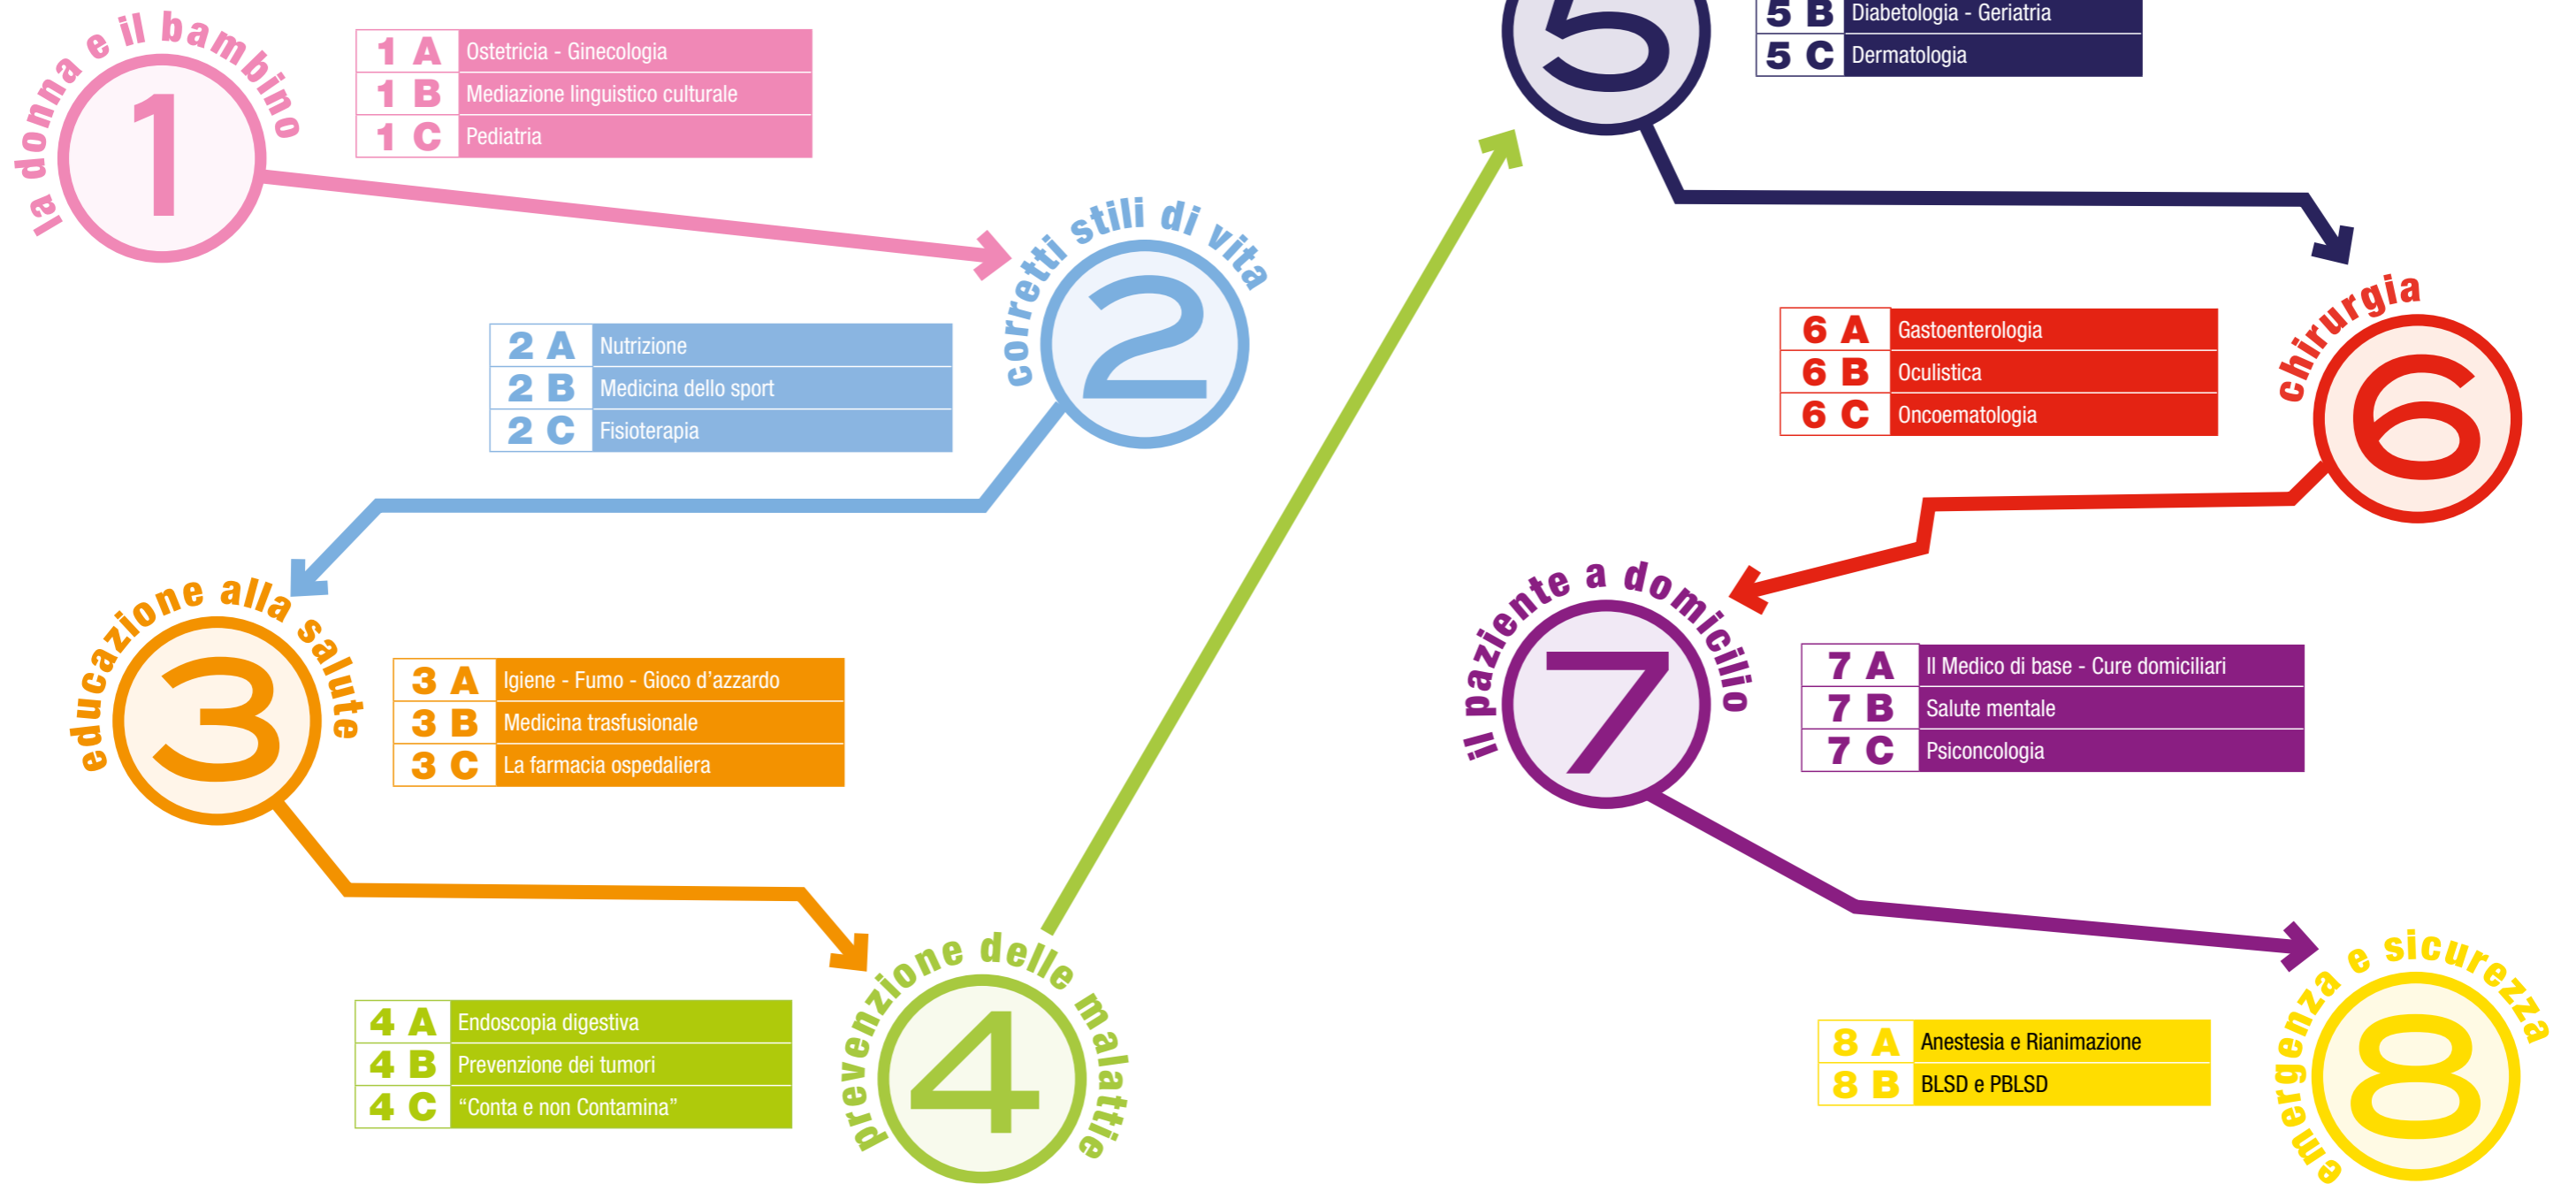 la donna e il bambino
1
1 A Ostetricia - Ginecologia
1 B Mediazione linguistico culturale
1 C Pediatria
corretti stili di vita
2
2 A Nutrizione
2 B Medicina dello sport
2 C Fisioterapia
educazione alla salute
3
3 A Igiene - Fumo - Gioco d'azzardo
3 B Medicina trasfusionale
3 C La farmacia ospedaliera
prevenzione delle malattie
4
4 A Endoscopia digestiva
4 B Prevenzione dei tumori
4 C “Conta e non Contamina”
5
5 B Diabetologia - Geriatria
5 C Dermatologia
chirurgia
6
6 A Gastoenterologia
6 B Oculistica
6 C Oncoematologia
il paziente a domicilio
7
7 A Il Medico di base - Cure domiciliari
7 B Salute mentale
7 C Psiconcologia
emergenza e sicurezza
8
8 A Anestesia e Rianimazione
8 B BLSD e PBLSD